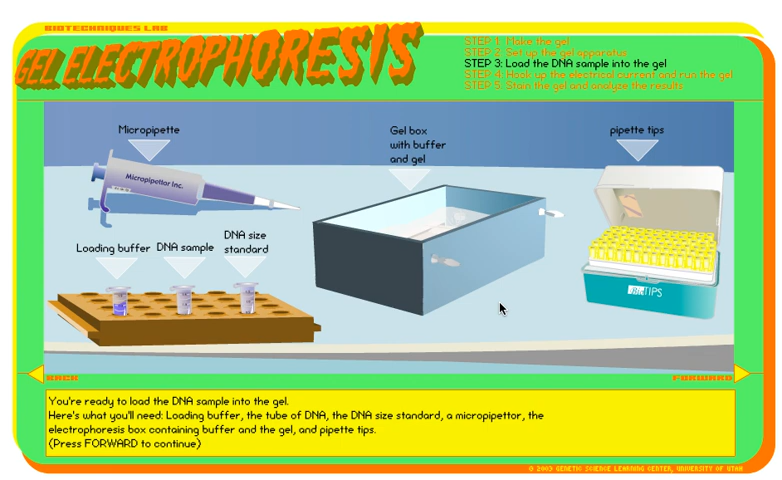 BIOTECHNIQUES LAB
GEL ELECTROPHORESIS
STEP 1: Make the gel
STEP 2: Set up the gel apparatus
STEP 3: Load the DNA sample into the gel
STEP 4: Hook up the electrical current and run the gel
STEP 5: Stain the gel and analyze the results
Micropipette
Gel box
with buffer
and gel
pipette tips
Micropipettor Inc.
DNA size
standard
Loading buffer
DNA sample
TIPS
BACK
FORWARD
You're ready to load the DNA sample into the gel.
Here's what you'll need: Loading buffer, the tube of DNA, the DNA size standard, a micropipettor, the
electrophoresis box containing buffer and the gel, and pipette tips.
(Press FORWARD to continue)
© 2003 GENETIC SCIENCE LEARNING CENTER, UNIVERSITY OF UTAH